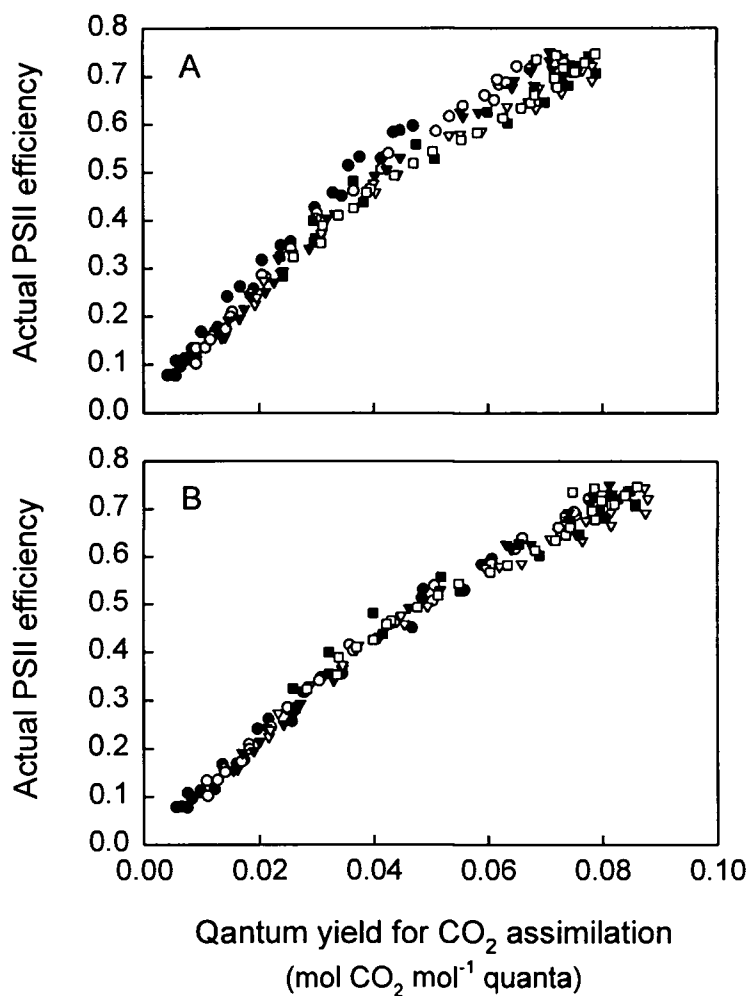 0.8
0.7
0.6
0.5
0.4
0.3
0.2
0.1
0.0
A
Actual PSII efficiency
0.8
0.7
0.6
0.5
0.4
0.3
0.2
0.1
0.0
B
Actual PSII efficiency
0.00 0.02 0.04 0.06 0.08 0.10
Qantum yield for CO₂ assimilation
(mol CO₂ mol⁻¹ quanta)